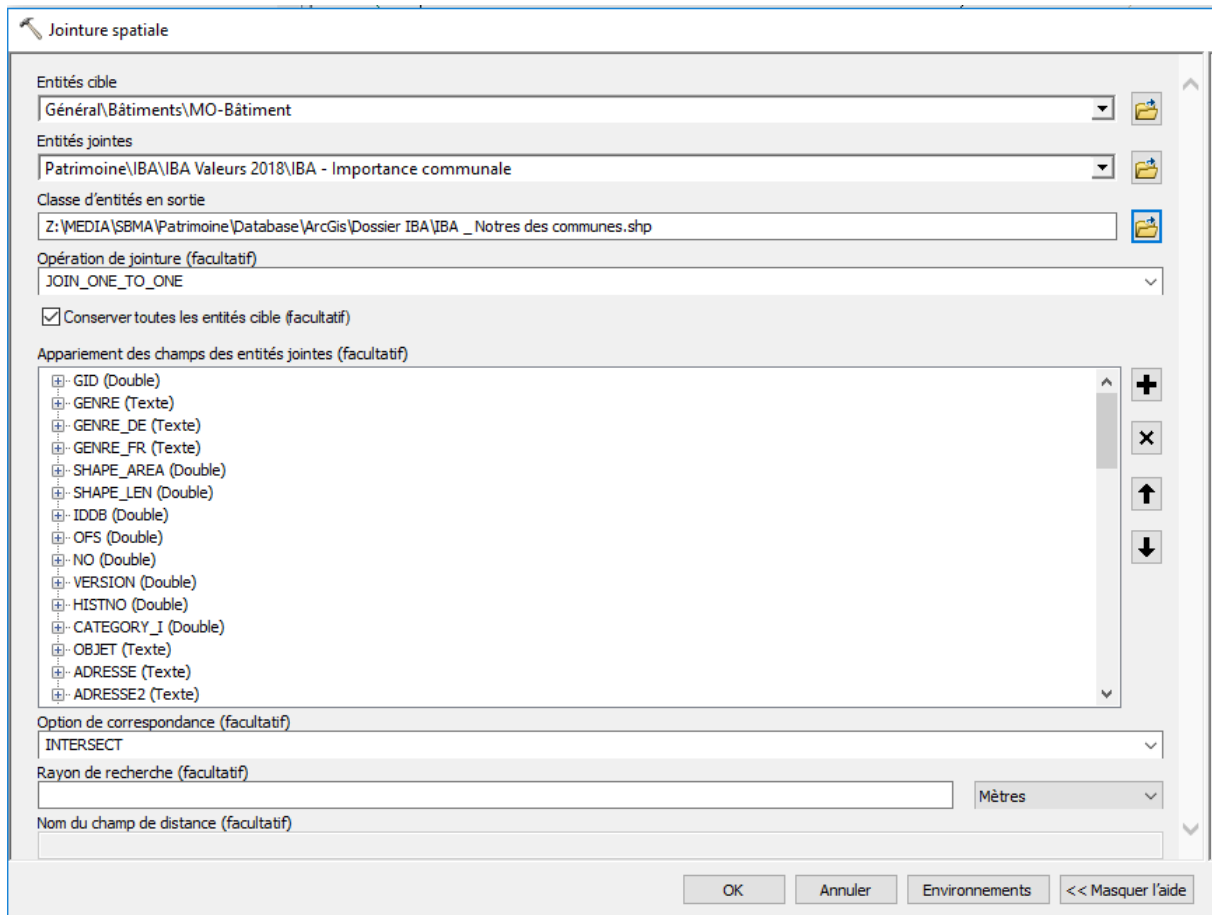 Jointure spatiale
Entités cible
Général\Bâtiments\MO-Bâtiment
Entités jointes
Patrimoine\IBA\IBA Valeurs 2018\IBA - Importance communale
Classe d'entités en sortie
Z:\MEDIA\SBMA\Patrimoine\Database\ArcGis\Dossier IBA\IBA _ Notres des communes.shp
Opération de jointure (facultatif)
JOIN_ONE_TO_ONE
Conserver toutes les entités cible (facultatif)
Appariement des champs des entités jointes (facultatif)
GID (Double)
GENRE (Texte)
GENRE_DE (Texte)
GENRE_FR (Texte)
SHAPE_AREA (Double)
SHAPE_LEN (Double)
IDDB (Double)
OFS (Double)
NO (Double)
VERSION (Double)
HISTNO (Double)
CATEGORY_I (Double)
OBJET (Texte)
ADRESSE (Texte)
ADRESSE2 (Texte)
Option de correspondance (facultatif)
INTERSECT
Rayon de recherche (facultatif)
Mètres
Nom du champ de distance (facultatif)
OK Annuler Environnements << Masquer l'aide